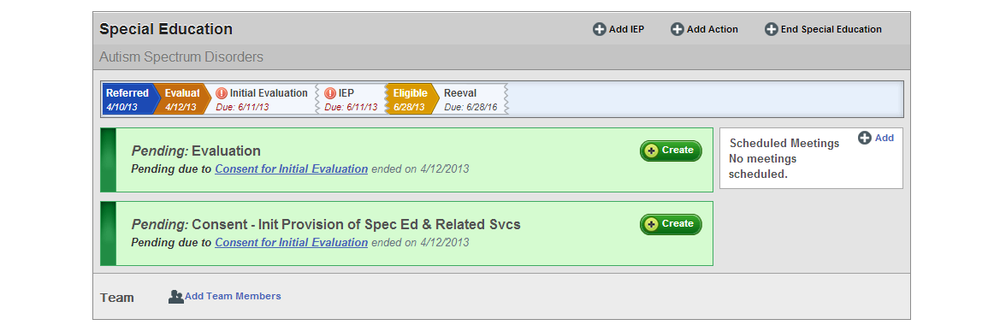 Special Education
Add IEP
Add Action
End Special Education
Autism Spectrum Disorders
Referred
4/10/13
Evaluat
4/12/13
Initial Evaluation
Due: 6/11/13
IEP
Due: 6/11/13
Eligible
6/28/13
Reeval
Due: 6/28/16
Pending: Evaluation
Create
Pending due to Consent for Initial Evaluation ended on 4/12/2013
Scheduled Meetings
Add
No meetings
scheduled.
Pending: Consent - Init Provision of Spec Ed & Related Svcs
Create
Pending due to Consent for Initial Evaluation ended on 4/12/2013
Team
Add Team Members